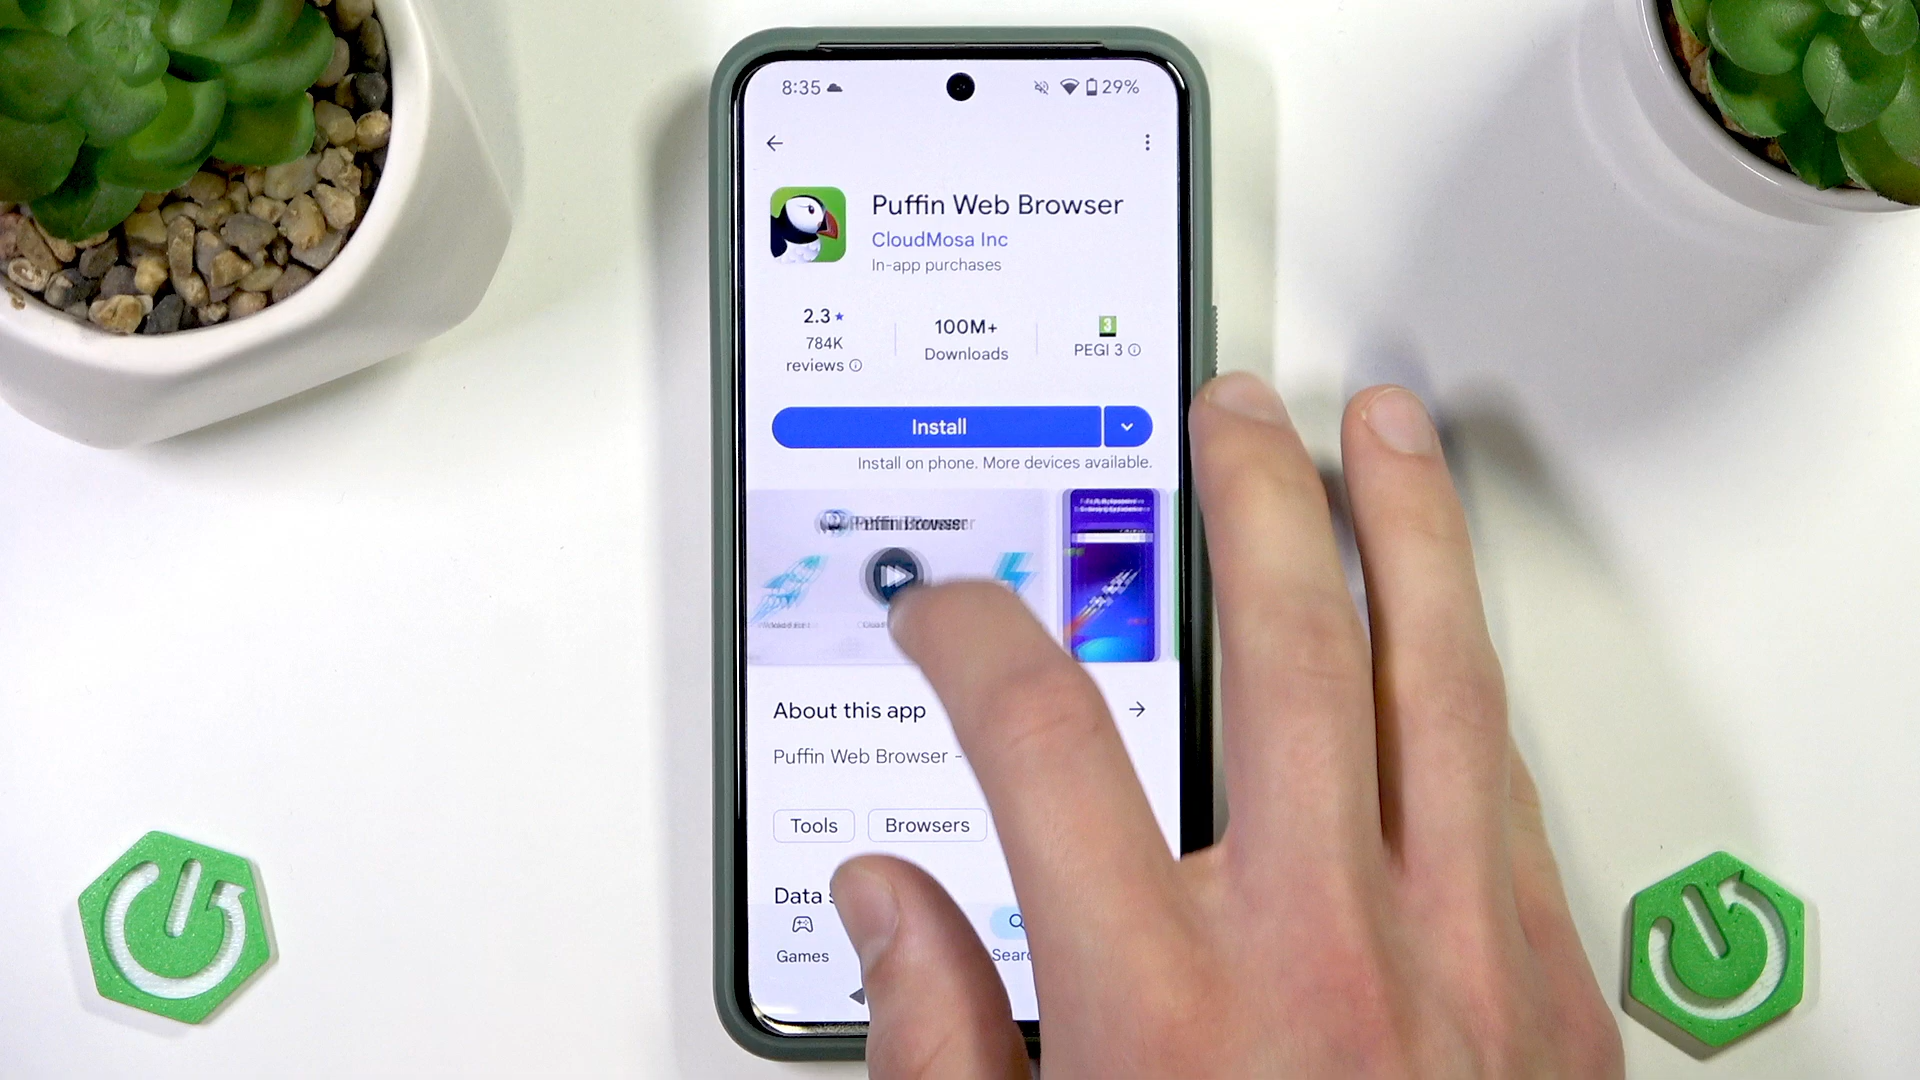 8:35
29%
Puffin Web Browser
CloudMosa Inc
In-app purchases
2.3
784K
reviews
100M+
Downloads
3
PEGI 3
Install
Install on phone. More devices available.
Puffin Browser
About this app
Puffin Web Browser -
Tools
Browsers
Data
Games